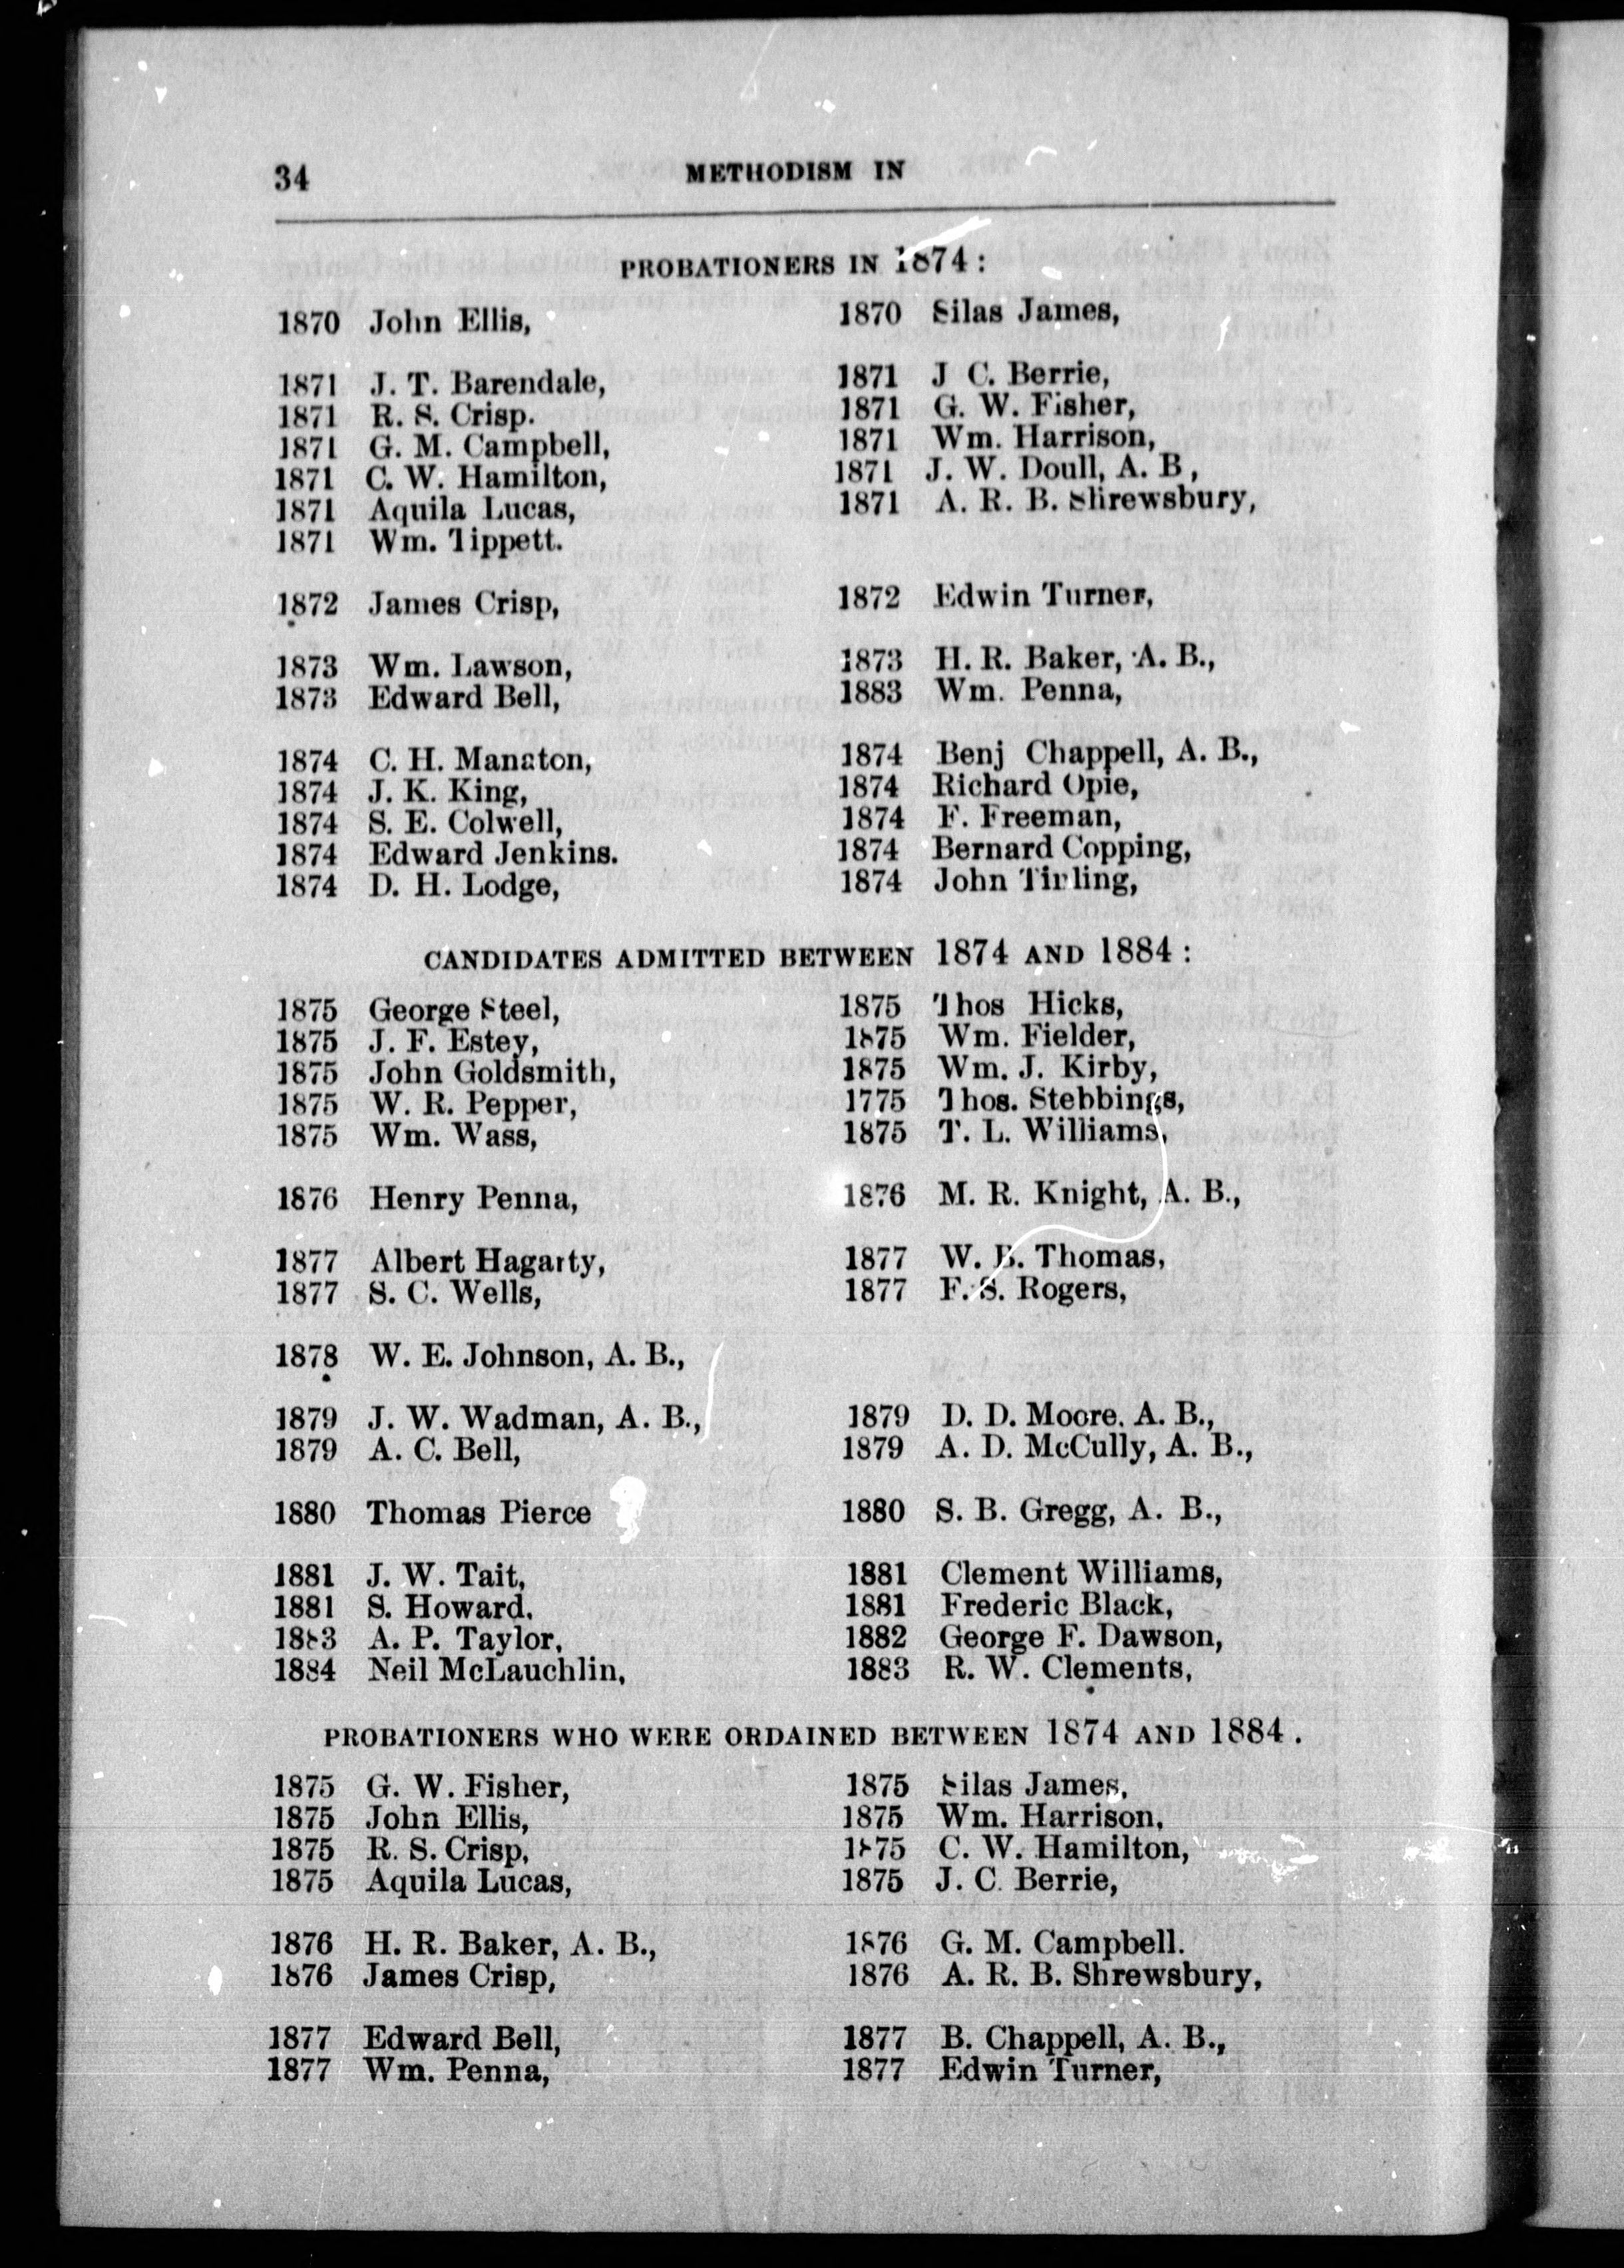 34 METHODISM IN
PROBATIONERS IN 1874 :
1870 John Ellis, 1870 Silas James,
1871 J. T. Barendale, 1871 J C. Berrie,
1871 R. S. Crisp. 1871 G. W. Fisher,
1871 G. M. Campbell, 1871 Wm. Harrison,
1871 C. W. Hamilton, 1871 J. W. Doull, A. B,
1871 Aquila Lucas, 1871 A. R. B. Shrewsbury,
1871 Wm. Tippett.
1872 James Crisp, 1872 Edwin Turner,
1873 Wm. Lawson, 1873 H. R. Baker, A. B.,
1873 Edward Bell, 1883 Wm. Penna,
1874 C. H. Manaton, 1874 Benj Chappell, A. B.,
1874 J. K. King, 1874 Richard Opie,
1874 S. E. Colwell, 1874 F. Freeman,
1874 Edward Jenkins. 1874 Bernard Copping,
1874 D. H. Lodge, 1874 John Tirling,
CANDIDATES ADMITTED BETWEEN 1874 AND 1884 :
1875 George Steel, 1875 Thos Hicks,
1875 J. F. Estey, 1875 Wm. Fielder,
1875 John Goldsmith, 1875 Wm. J. Kirby,
1875 W. R. Pepper, 1775 Thos. Stebbings,
1875 Wm. Wass, 1875 T. L. Williams,
1876 Henry Penna, 1876 M. R. Knight, A. B.,
1877 Albert Hagarty, 1877 W. B. Thomas,
1877 S. C. Wells, 1877 F. S. Rogers,
1878 W. E. Johnson, A. B.,
1879 J. W. Wadman, A. B., 1879 D. D. Moore. A. B.,
1879 A. C. Bell, 1879 A. D. McCully, A. B.,
1880 Thomas Pierce 1880 S. B. Gregg, A. B.,
1881 J. W. Tait, 1881 Clement Williams,
1881 S. Howard. 1881 Frederic Black,
1883 A. P. Taylor, 1882 George F. Dawson,
1884 Neil McLauchlin, 1883 R. W. Clements,
PROBATIONERS WHO WERE ORDAINED BETWEEN 1874 AND 1884 .
1875 G. W. Fisher, 1875 Silas James,
1875 John Ellis, 1875 Wm. Harrison,
1875 R. S. Crisp, 1875 C. W. Hamilton,
1875 Aquila Lucas, 1875 J. C. Berrie,
1876 H. R. Baker, A. B., 1876 G. M. Campbell.
1876 James Crisp, 1876 A. R. B. Shrewsbury,
1877 Edward Bell, 1877 B. Chappell, A. B.,
1877 Wm. Penna, 1877 Edwin Turner,